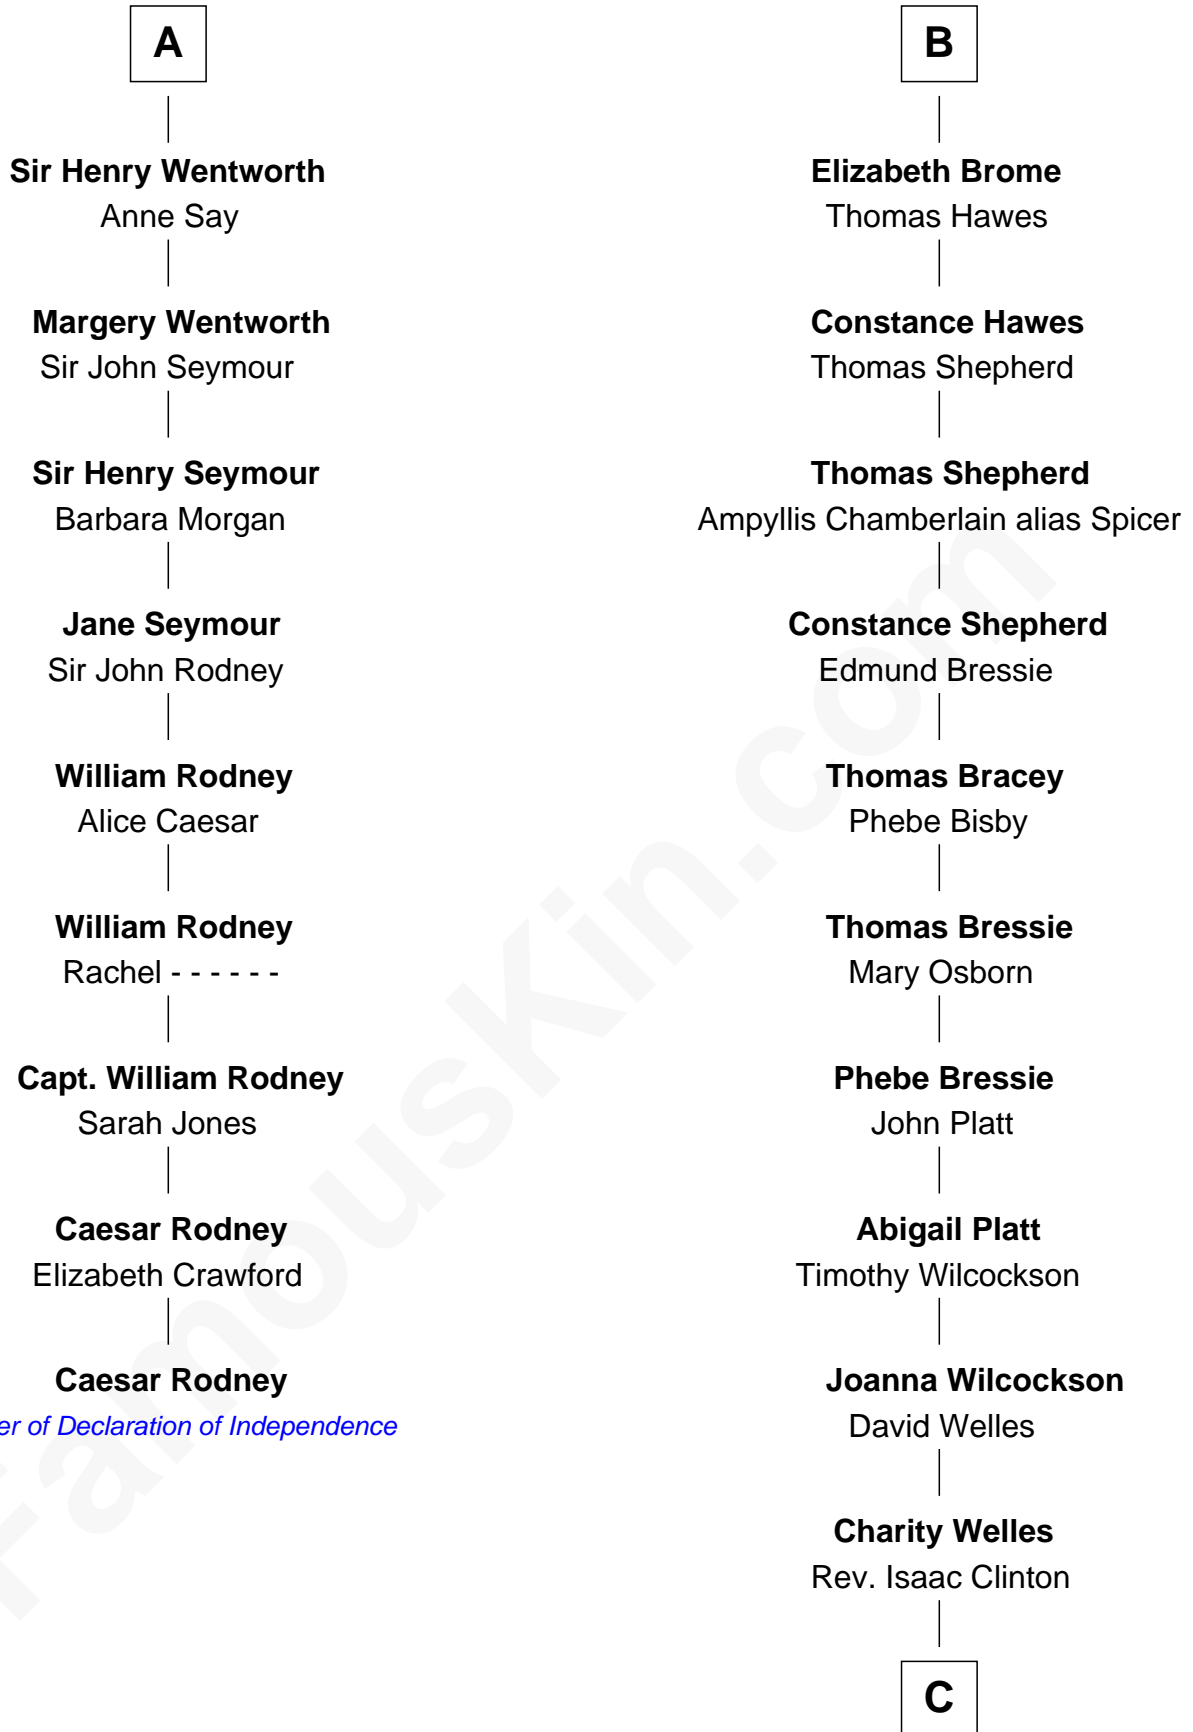 A
Sir Henry Wentworth
Anne Say
Margery Wentworth
Sir John Seymour
Sir Henry Seymour
Barbara Morgan
Jane Seymour
Sir John Rodney
William Rodney
Alice Caesar
William Rodney
Rachel - - - - - -
Capt. William Rodney
Sarah Jones
Caesar Rodney
Elizabeth Crawford
Caesar Rodney
er of Declaration of Independence
B
Elizabeth Brome
Thomas Hawes
Constance Hawes
Thomas Shepherd
Thomas Shepherd
Ampyllis Chamberlain alias Spicer
Constance Shepherd
Edmund Bressie
Thomas Bracey
Phebe Bisby
Thomas Bressie
Mary Osborn
Phebe Bressie
John Platt
Abigail Platt
Timothy Wilcockson
Joanna Wilcockson
David Welles
Charity Welles
Rev. Isaac Clinton
C
FamousKin.com